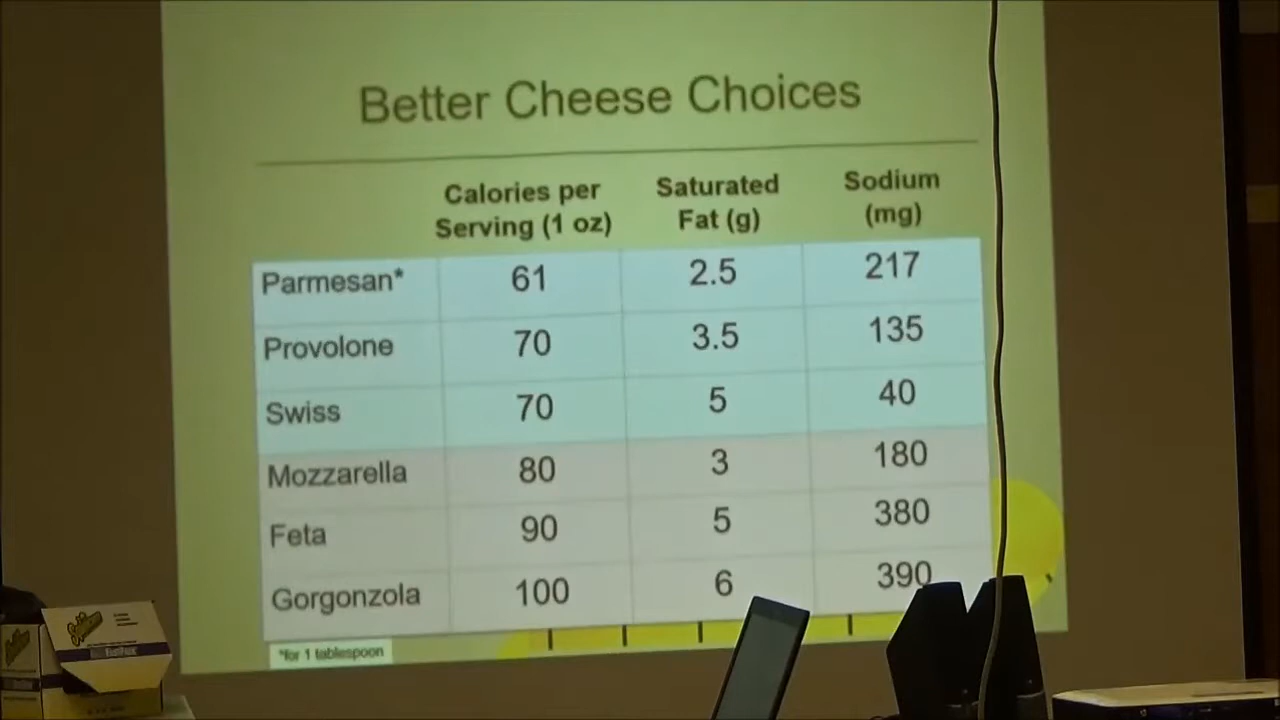 Better Cheese Choices
Calories per Serving (1 oz) Saturated Fat (g) Sodium (mg)
Parmesan* 61 2.5 217
Provolone 70 3.5 135
Swiss 70 5 40
Mozzarella 80 3 180
Feta 90 5 380
Gorgonzola 100 6 390
*for 1 tablespoon